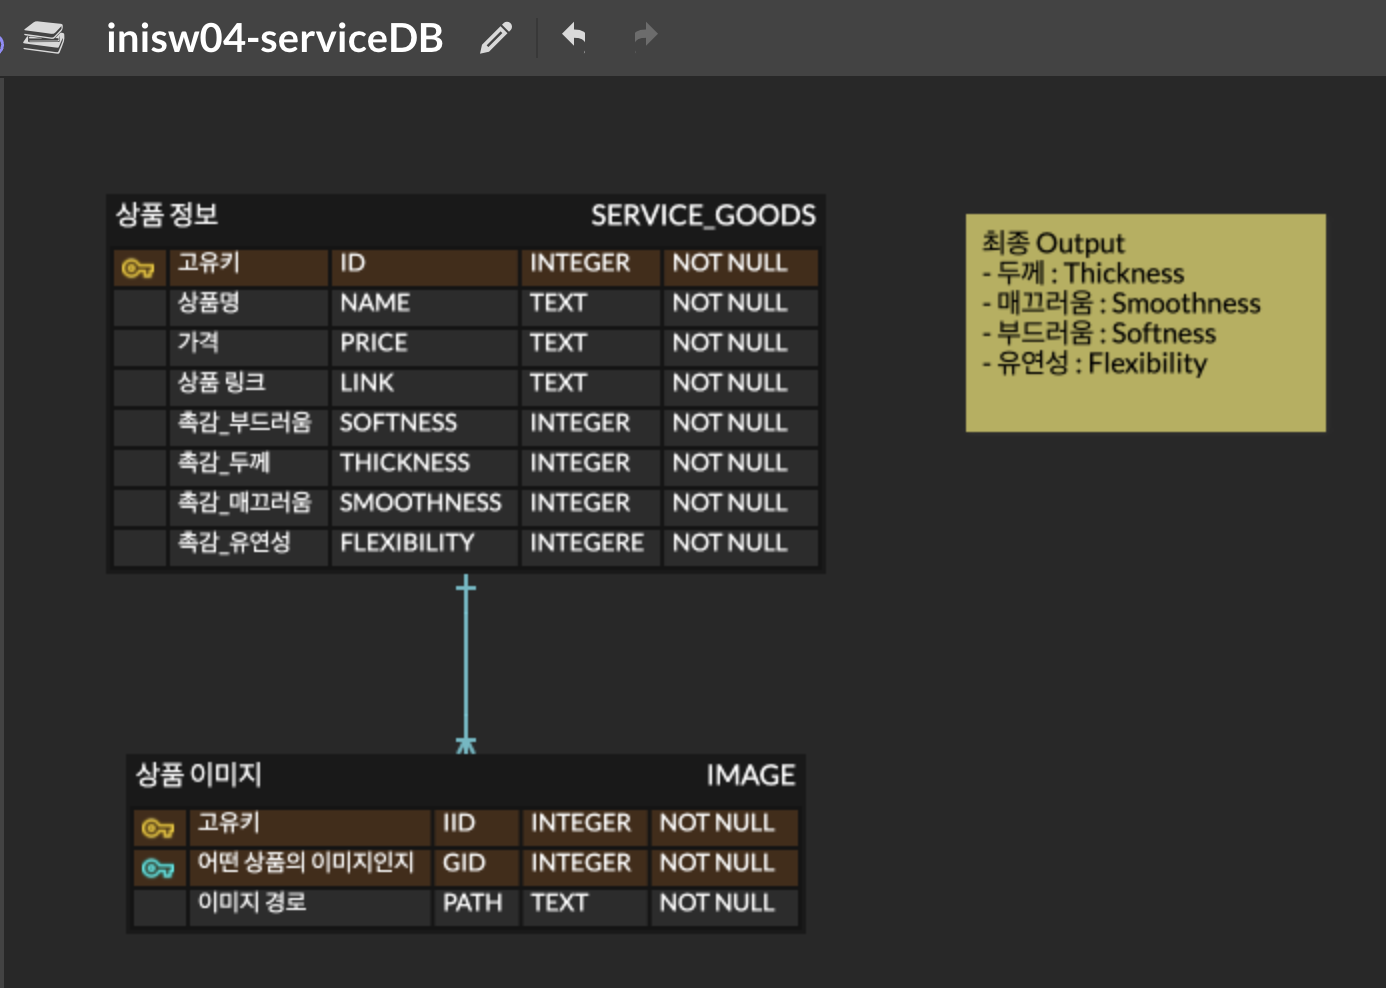 inisw04-serviceDB
상품 정보 SERVICE_GOODS
고유키 ID INTEGER NOT NULL
상품명 NAME TEXT NOT NULL
가격 PRICE TEXT NOT NULL
상품 링크 LINK TEXT NOT NULL
촉감_부드러움 SOFTNESS INTEGER NOT NULL
촉감_두께 THICKNESS INTEGER NOT NULL
촉감_매끄러움 SMOOTHNESS INTEGER NOT NULL
촉감_유연성 FLEXIBILITY INTEGERE NOT NULL
최종 Output
- 두께 : Thickness
- 매끄러움 : Smoothness
- 부드러움 : Softness
- 유연성 : Flexibility
상품 이미지 IMAGE
고유키 IID INTEGER NOT NULL
어떤 상품의 이미지인지 GID INTEGER NOT NULL
이미지 경로 PATH TEXT NOT NULL